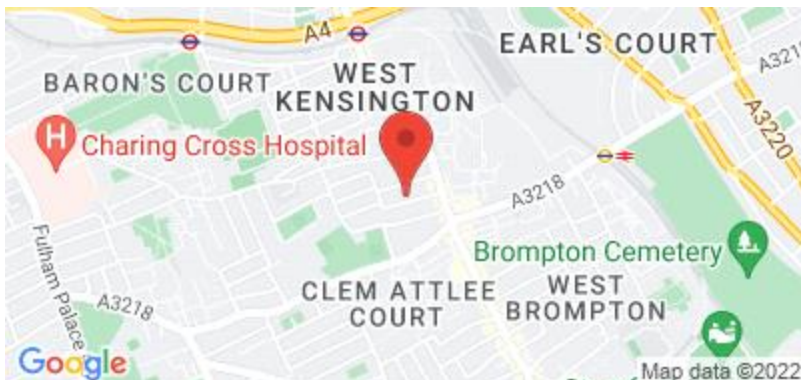 A4
EARL'S COURT
A321
BARON'S COURT
WEST
KENSINGTON
A3220
H
Charing Cross Hospital
A3218
Fulham Palace
Brompton Cemetery
CLEM ATTLEE
COURT
WEST
BROMPTON
A3218
Google
Map data ©2022